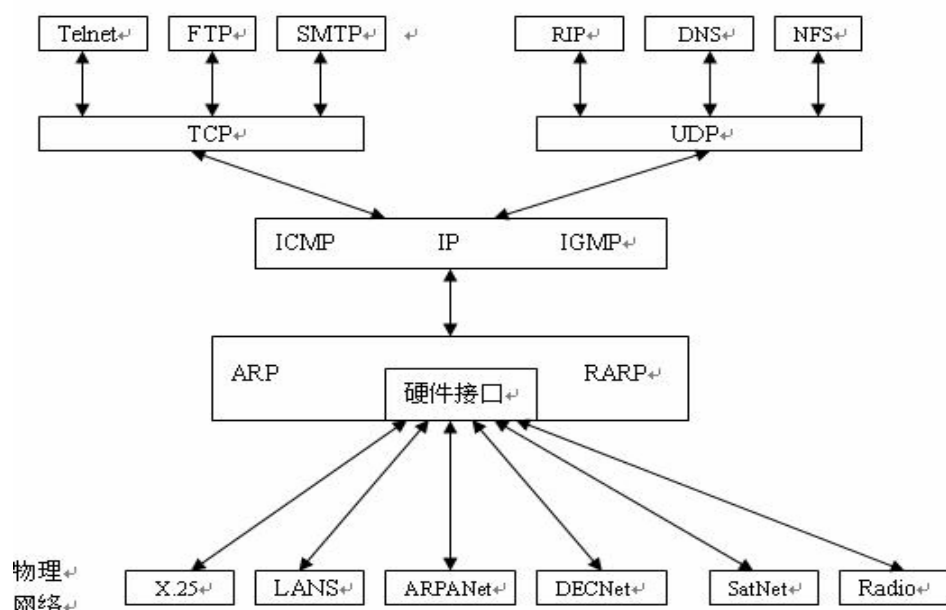 Telnet FTP SMTP RIP DNS NFS
TCP UDP
ICMP IP IGMP
ARP RARP
硬件接口
物理
X.25 LANS ARPANet DECNet SatNet Radio
网络